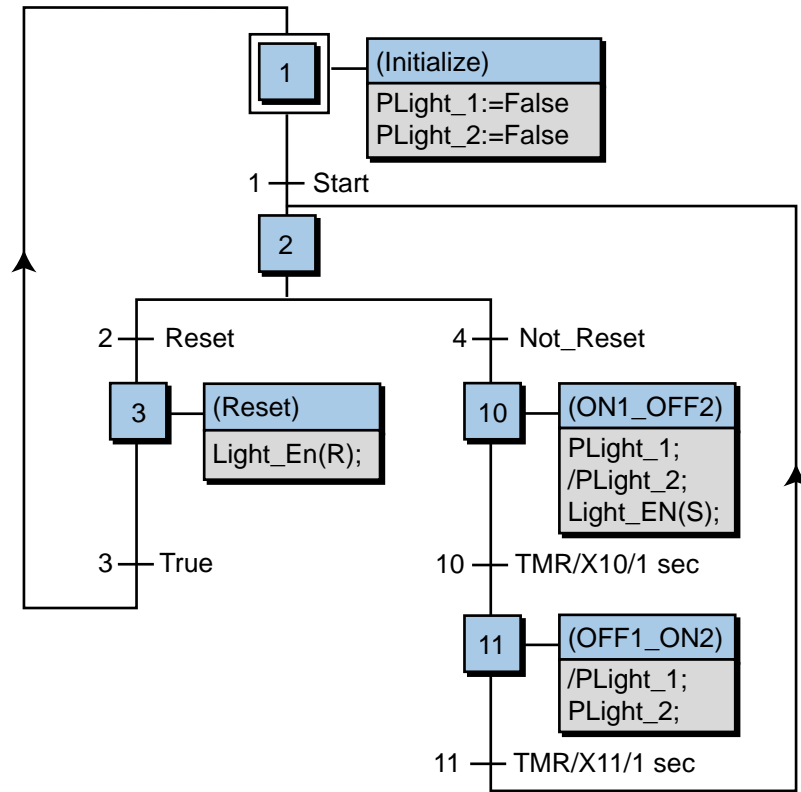 1
(Initialize)
PLight_1:=False
PLight_2:=False
1 Start
2
2 Reset
4 Not_Reset
3
(Reset)
Light_En(R);
10
(ON1_OFF2)
PLight_1;
/PLight_2;
Light_EN(S);
3 True
10 TMR/X10/1 sec
11
(OFF1_ON2)
/PLight_1;
PLight_2;
11 TMR/X11/1 sec